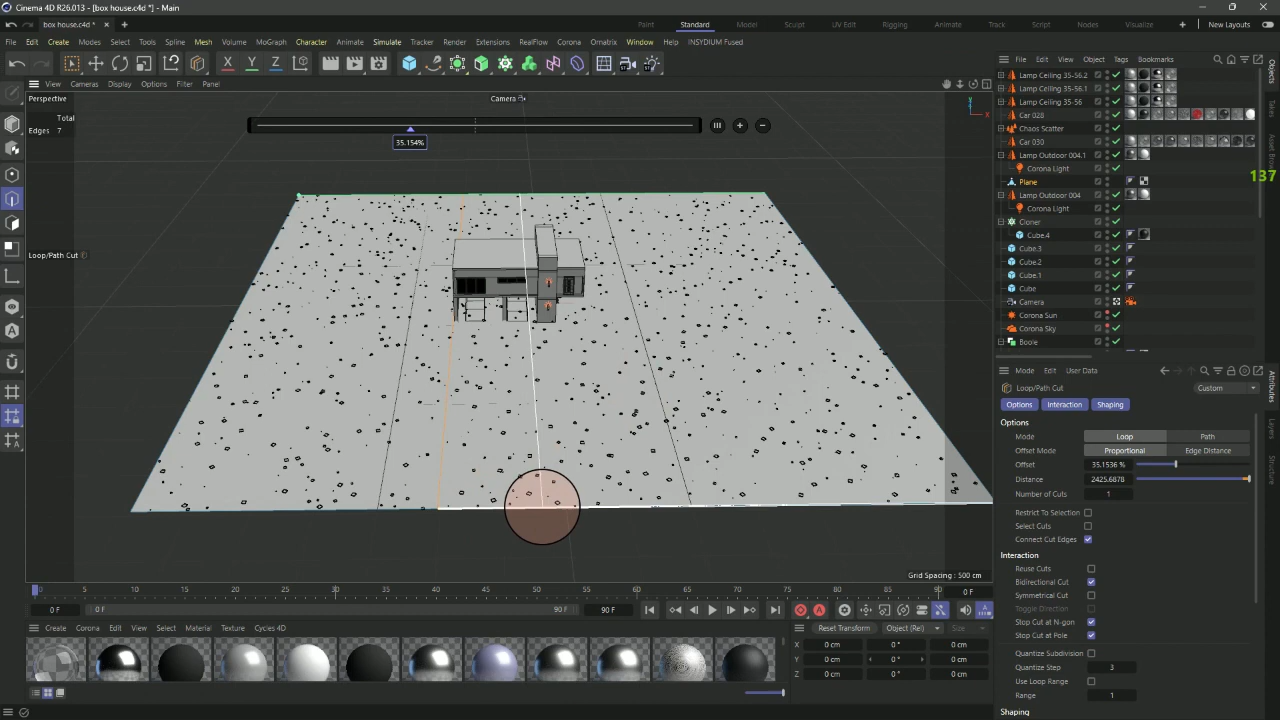 Cinema 4D R26.013 - [box house.c4d *] - Main
box house.c4d * Paint Standard Model Sculpt UV Edit Rigging Animate Track Script Nodes Visualize New Layouts
File Edit Create Modes Select Tools Spline Mesh Volume MoGraph Character Animate Simulate Tracker Render Extensions RealFlow Corona Ornatrix Window Help INSYDIUM Fused
File Edit View Object Tags Bookmarks
X Y Z
View Cameras Display Options Filter Panel
Perspective
Camera
Total
Edges 7
35.154%
Loop/Path Cut
Grid Spacing : 500 cm
Lamp Ceiling 35-56.2
Lamp Ceiling 35-56.1
Lamp Ceiling 35-56
Car 028
Chaos Scatter
Car 030
Lamp Outdoor 004.1
Corona Light
137
Plane
Lamp Outdoor 004
Corona Light
Cloner
Cube.4
Cube.3
Cube.2
Cube.1
Cube
Camera
Corona Sun
Corona Sky
Boole
Objects
Takes
Asset Browser
Mode Edit User Data
Loop/Path Cut Custom
Options Interaction Shaping
Options
Mode Loop Path
Offset Mode Proportional Edge Distance
Offset 35.1536 %
Distance 2425.6878
Number of Cuts 1
Restrict To Selection
Select Cuts
Connect Cut Edges
Interaction
Reuse Cuts
Bidirectional Cut
Symmetrical Cut
Toggle Direction
Stop Cut at N-gon
Stop Cut at Pole
Quantize Subdivision
Quantize Step 3
Use Loop Range
Range 1
Shaping
Attributes
Layers
Structure
0 5 10 15 20 25 30 35 40 45 50 55 60 65 70 75 80 85 90 0 F
0 F 0 F 90 F 90 F
Create Corona Edit View Select Material Texture Cycles 4D
Reset Transform Object (Rel) Size
X 0 cm 0 ° 0 cm
Y 0 cm 0 ° 0 cm
Z 0 cm 0 ° 0 cm